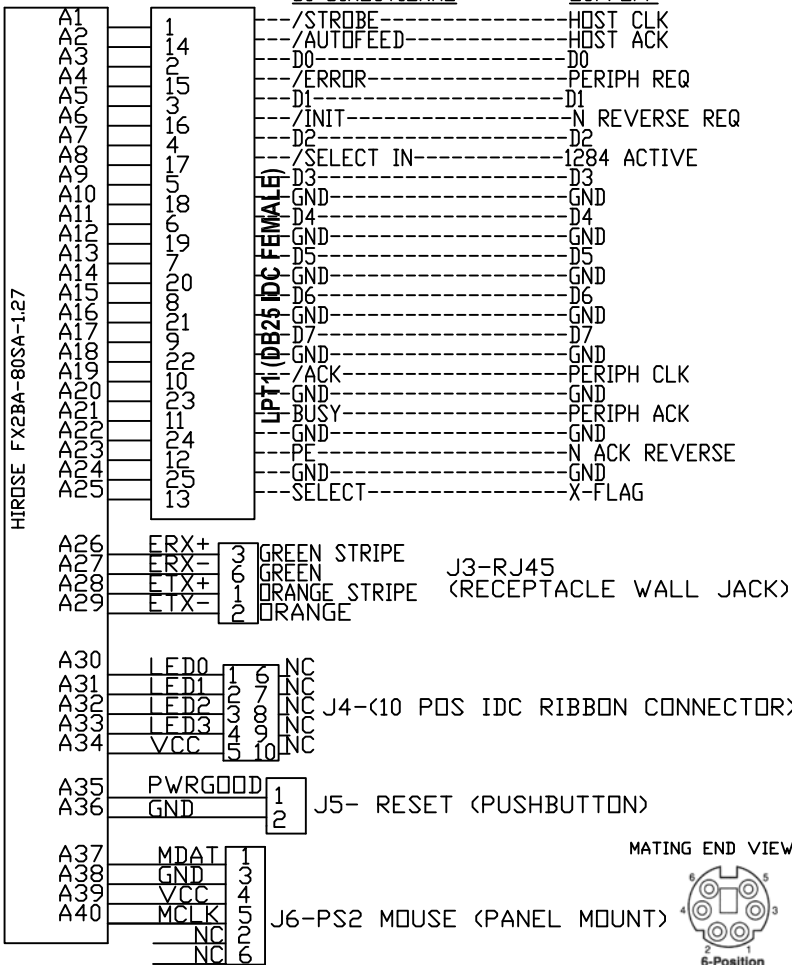 A1 1 ---/STROBE---HOST CLK
A2 14 ---/AUTOFEED---HOST ACK
A3 2 ---D0---D0
A4 15 ---/ERROR---PERIPH REQ
A5 3 ---D1---D1
A6 16 ---/INIT---N REVERSE REQ
A7 4 ---D2---D2
A8 17 ---/SELECT IN---1284 ACTIVE
A9 5 ---D3---D3
A10 18 ---GND---GND
A11 6 ---D4---D4
A12 19 ---GND---GND
A13 7 ---D5---D5
A14 20 ---GND---GND
A15 8 ---D6---D6
A16 21 ---GND---GND
A17 9 ---D7---D7
A18 22 ---GND---GND
A19 10 ---/ACK---PERIPH CLK
A20 23 ---GND---GND
A21 11 ---BUSY---PERIPH ACK
A22 24 ---GND---GND
A23 12 ---PE---N ACK REVERSE
A24 25 ---GND---GND
A25 13 ---SELECT---X-FLAG
LPT1 (DB25 IDC FEMALE)
HIROSE FX2BA-80SA-1.27
A26 ERX+ 3 GREEN STRIPE
A27 ERX- 6 GREEN
A28 ETX+ 1 ORANGE STRIPE
A29 ETX- 2 ORANGE
J3-RJ45
(RECEPTACLE WALL JACK)
A30 LED0 1 6 NC
A31 LED1 2 7 NC
A32 LED2 3 8 NC
A33 LED3 4 9 NC
A34 VCC 5 10 NC
J4-(10 POS IDC RIBBON CONNECTOR)
A35 PWRGOOD 1
A36 GND 2
J5- RESET (PUSHBUTTON)
A37 MDAT 1
A38 GND 3
A39 VCC 4
A40 MCLK 5
NC 2
NC 6
J6-PS2 MOUSE (PANEL MOUNT)
MATING END VIEW
6 5
4 3
2 1
6-Position